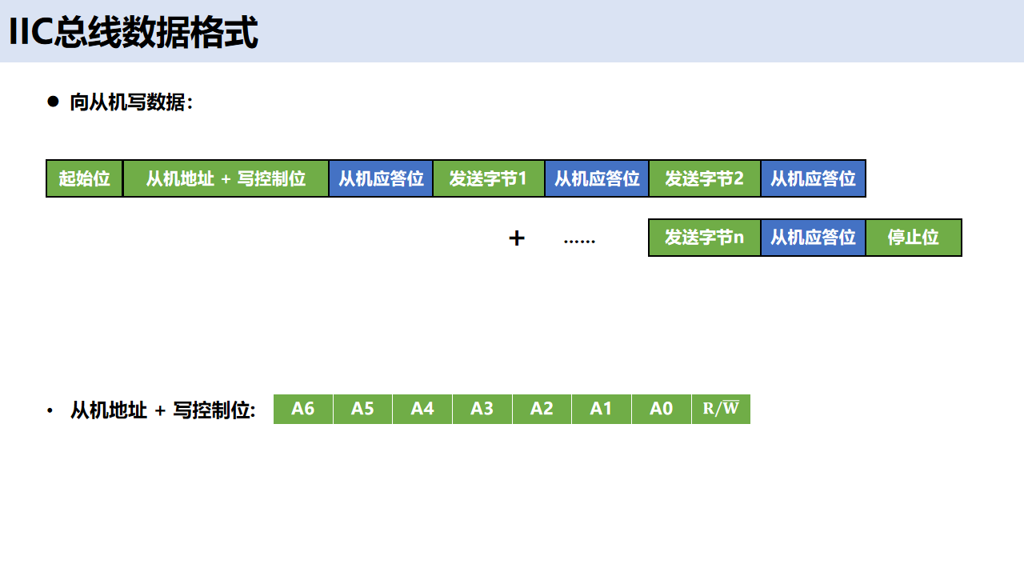 IIC总线数据格式
● 向从机写数据：
起始位 从机地址 + 写控制位 从机应答位 发送字节1 从机应答位 发送字节2 从机应答位
+ …… 发送字节n 从机应答位 停止位
• 从机地址 + 写控制位: A6 A5 A4 A3 A2 A1 A0 R/W̅